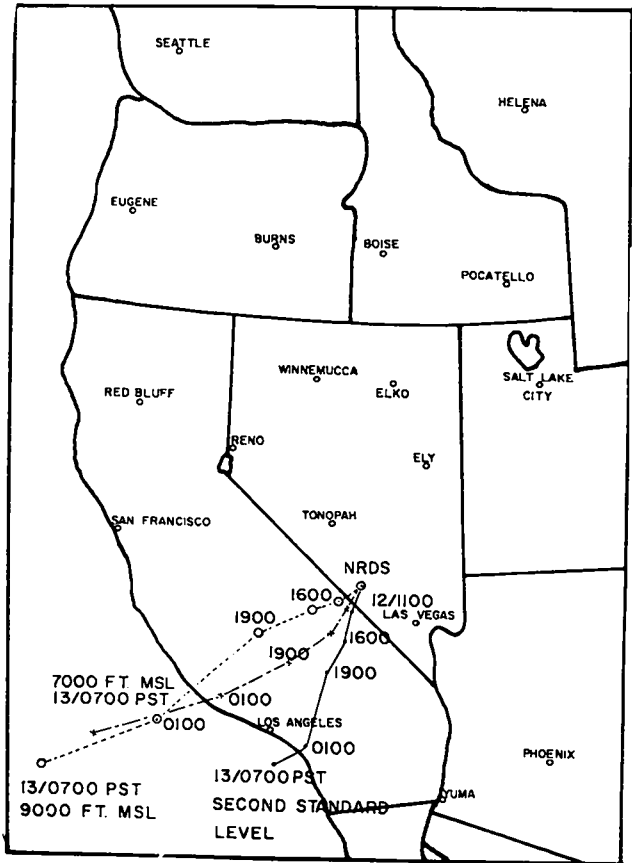 SEATTLE
HELENA
EUGENE
BURNS
BOISE
POCATELLO
WINNEMUCCA
ELKO
SALT LAKE
CITY
RED BLUFF
RENO
ELY
SAN FRANCISCO
TONOPAH
NRDS
1600
12/1100
LAS VEGAS
1900
1600
1900
1900
7000 FT. MSL
13/0700 PST
0100
0100
LOS ANGELES
0100
PHOENIX
13/0700 PST
9000 FT. MSL
13/0700 PST
SECOND STANDARD
LEVEL
YUMA